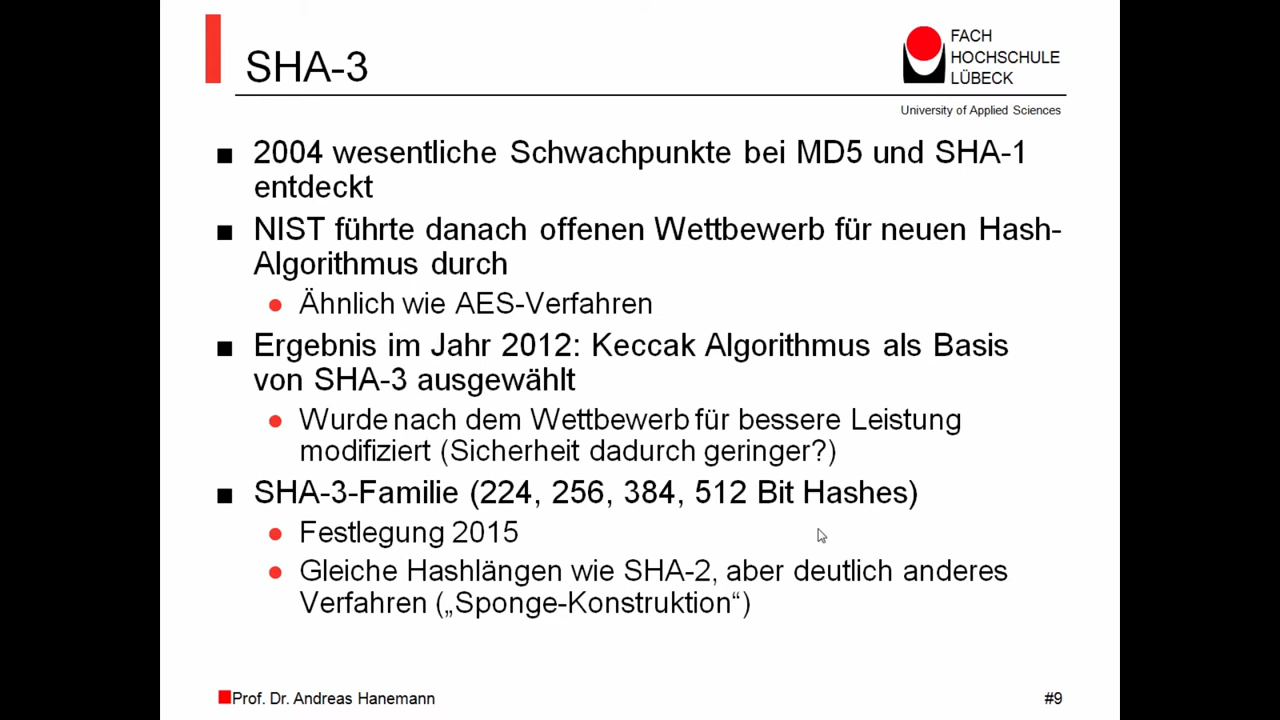 SHA-3
FACH
HOCHSCHULE
LÜBECK
University of Applied Sciences
2004 wesentliche Schwachpunkte bei MD5 und SHA-1
entdeckt
NIST führte danach offenen Wettbewerb für neuen Hash-
Algorithmus durch
Ähnlich wie AES-Verfahren
Ergebnis im Jahr 2012: Keccak Algorithmus als Basis
von SHA-3 ausgewählt
Wurde nach dem Wettbewerb für bessere Leistung
modifiziert (Sicherheit dadurch geringer?)
SHA-3-Familie (224, 256, 384, 512 Bit Hashes)
Festlegung 2015
Gleiche Hashlängen wie SHA-2, aber deutlich anderes
Verfahren („Sponge-Konstruktion“)
Prof. Dr. Andreas Hanemann
#9